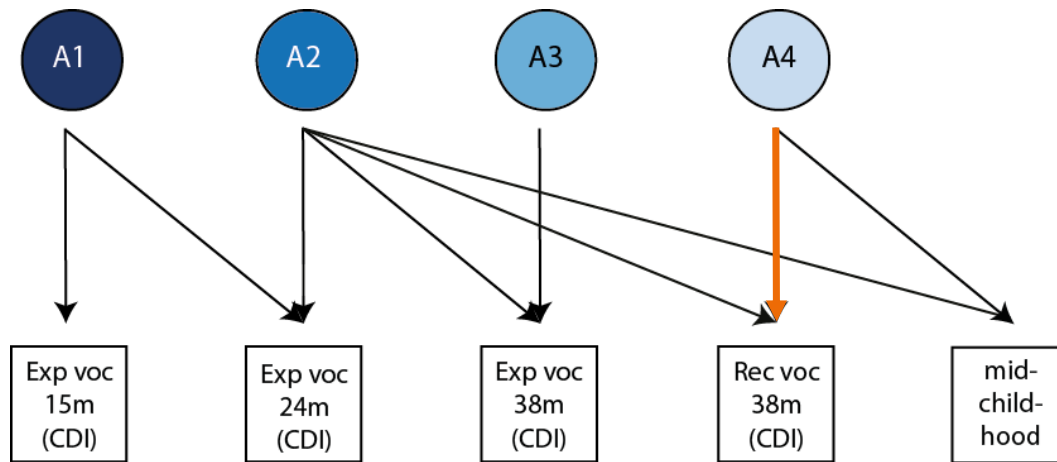 A1
A2
A3
A4
Exp voc
15m
(CDI)
Exp voc
24m
(CDI)
Exp voc
38m
(CDI)
Rec voc
38m
(CDI)
mid-
child-
hood